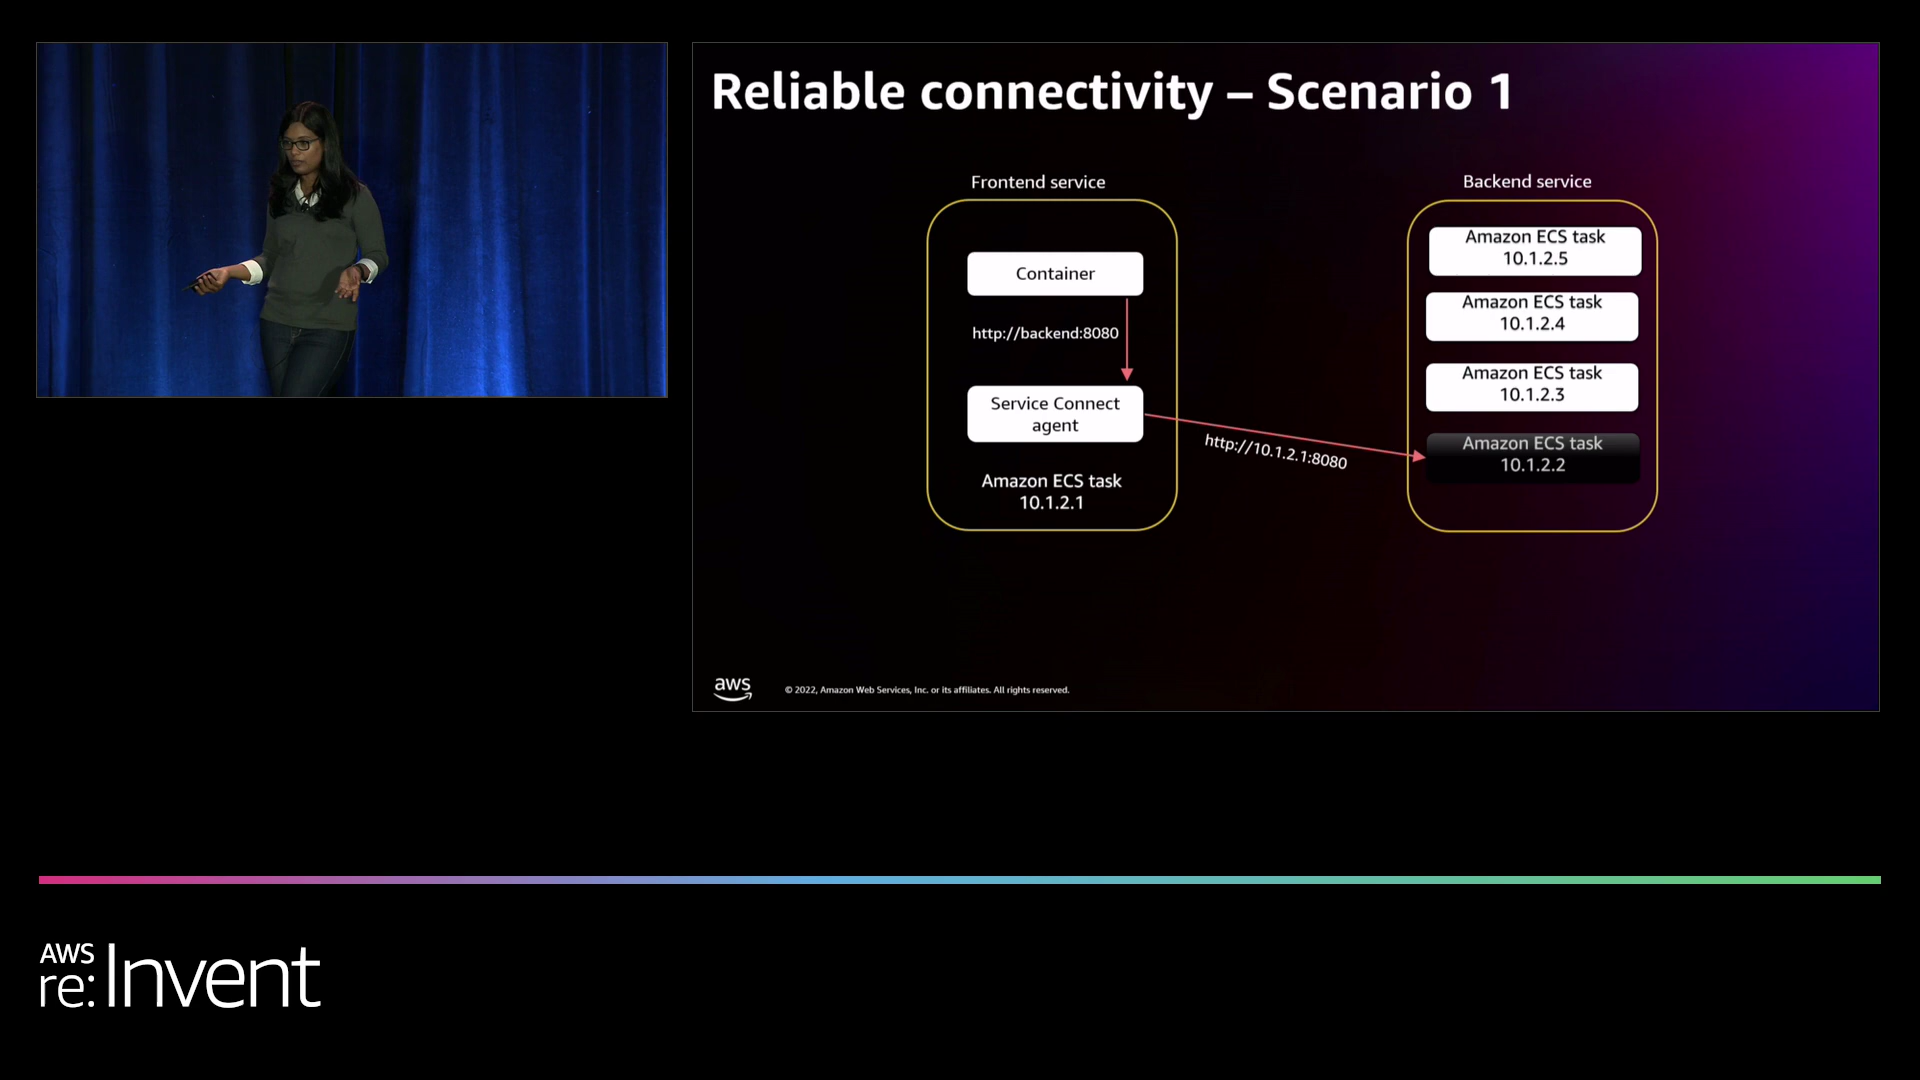 Reliable connectivity – Scenario 1
Frontend service
Container
http://backend:8080
Service Connect
agent
Amazon ECS task
10.1.2.1
http://10.1.2.1:8080
Backend service
Amazon ECS task
10.1.2.5
Amazon ECS task
10.1.2.4
Amazon ECS task
10.1.2.3
Amazon ECS task
10.1.2.2
aws
© 2022, Amazon Web Services, Inc. or its affiliates. All rights reserved.
AWS
re:Invent